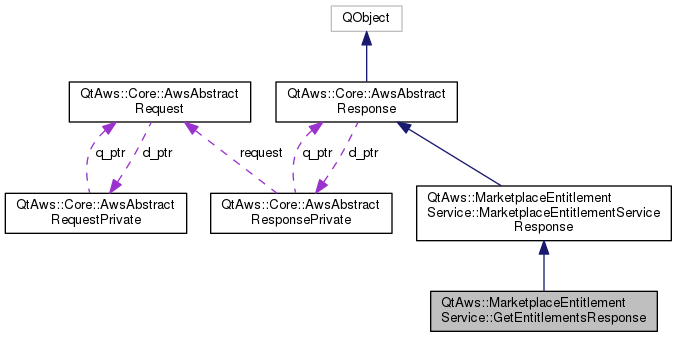 QObject
QtAws::Core::AwsAbstract
Request
QtAws::Core::AwsAbstract
Response
q_ptr
d_ptr
request
q_ptr
d_ptr
QtAws::Core::AwsAbstract
RequestPrivate
QtAws::Core::AwsAbstract
ResponsePrivate
QtAws::MarketplaceEntitlement
Service::MarketplaceEntitlementService
Response
QtAws::MarketplaceEntitlement
Service::GetEntitlementsResponse